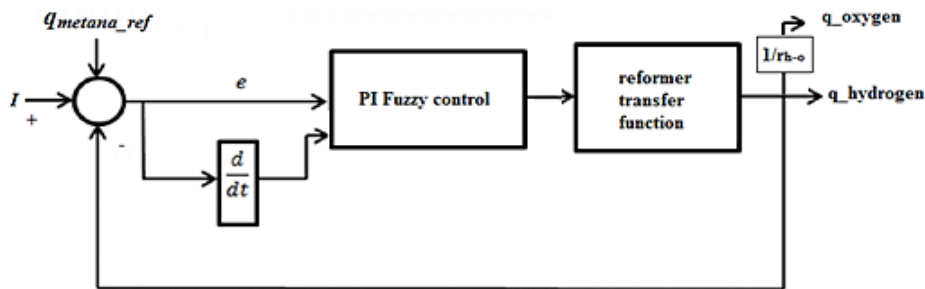 q_metana_ref
q_oxygen
1/rh-o
I
+
e
PI Fuzzy control
reformer
transfer
function
q_hydrogen
-
d
dt